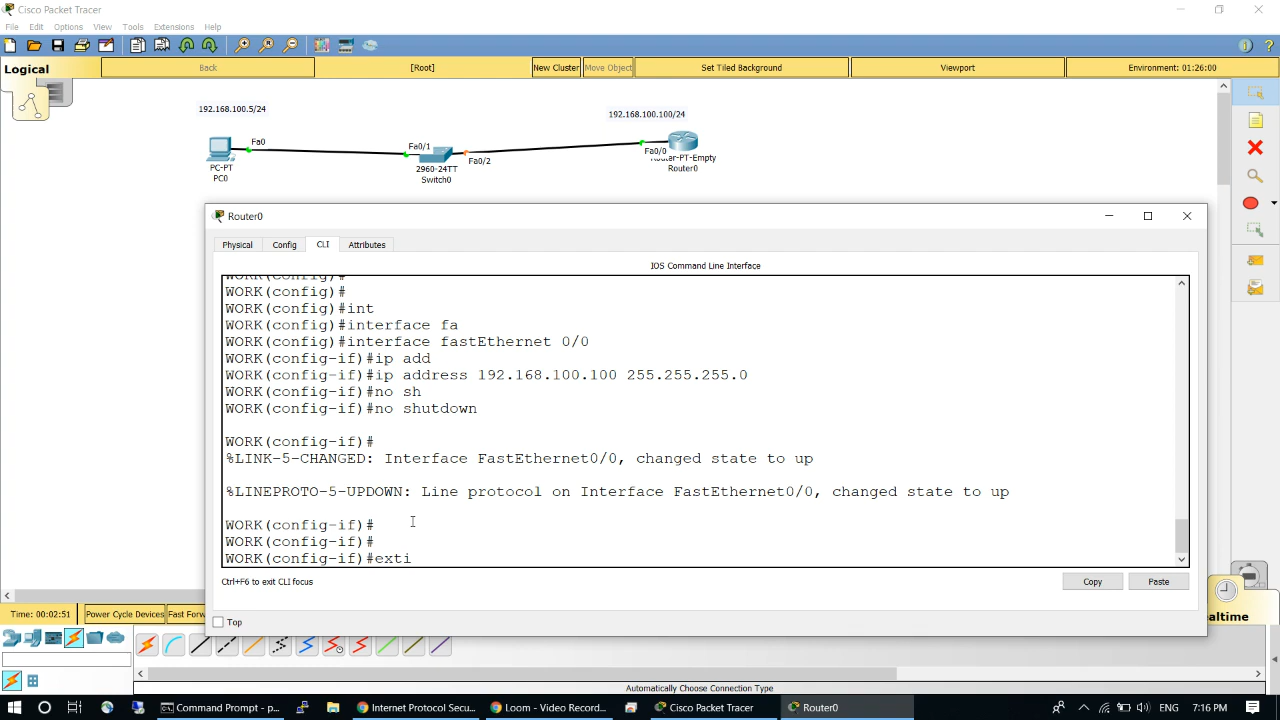 Cisco Packet Tracer
File Edit Options View Tools Extensions Help
Logical Back [Root] New Cluster Move Object Set Tiled Background Viewport Environment: 01:26:00
192.168.100.5/24
192.168.100.100/24
Fa0 Fa0/1 Fa0/2 Fa0/0
PC-PT
PC0
2960-24TT
Switch0
Router-PT-Empty
Router0
Router0
Physical Config CLI Attributes
IOS Command Line Interface
WORK(config)#
WORK(config)#
WORK(config)#int
WORK(config)#interface fa
WORK(config)#interface fastEthernet 0/0
WORK(config-if)#ip add
WORK(config-if)#ip address 192.168.100.100 255.255.255.0
WORK(config-if)#no sh
WORK(config-if)#no shutdown
WORK(config-if)#
%LINK-5-CHANGED: Interface FastEthernet0/0, changed state to up
%LINEPROTO-5-UPDOWN: Line protocol on Interface FastEthernet0/0, changed state to up
WORK(config-if)#
WORK(config-if)#
WORK(config-if)#exti
Ctrl+F6 to exit CLI focus
Copy Paste
Top
Time: 00:02:51 Power Cycle Devices Fast Forw
altime
Automatically Choose Connection Type
Command Prompt - p... Internet Protocol Secu... Loom - Video Record... Cisco Packet Tracer Router0 ENG 7:16 PM